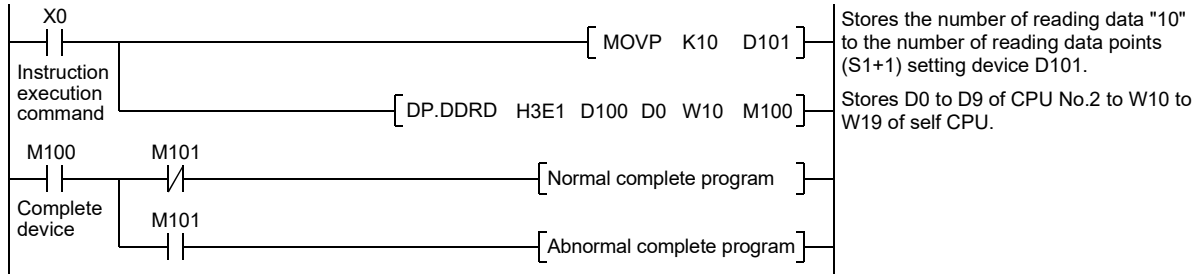 X0
MOVP K10 D101
Stores the number of reading data "10"
to the number of reading data points
(S1+1) setting device D101.
Instruction
execution
command
DP.DDRD H3E1 D100 D0 W10 M100
Stores D0 to D9 of CPU No.2 to W10 to
W19 of self CPU.
M100 M101
Normal complete program
Complete
device
M101
Abnormal complete program